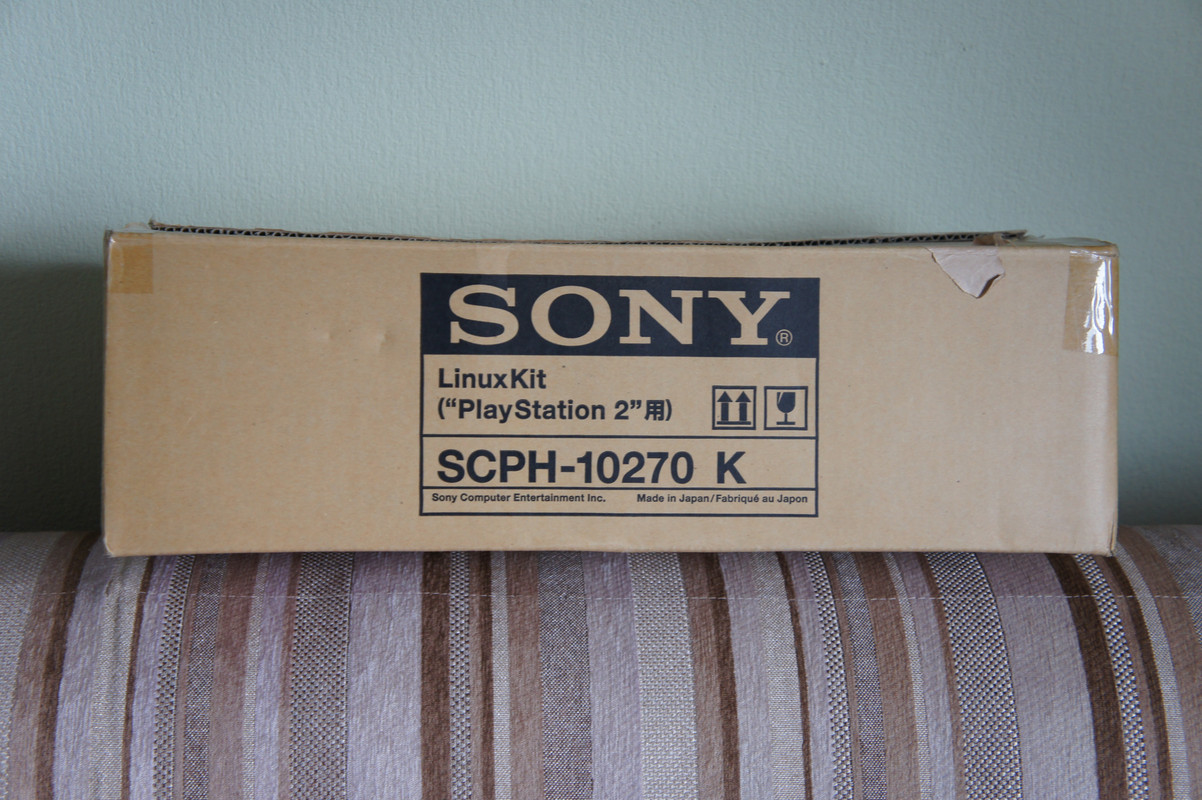 SONY®
LinuxKit
(“PlayStation 2”用)
SCPH-10270 K
Sony Computer Entertainment Inc. Made in Japan/Fabriqué au Japon